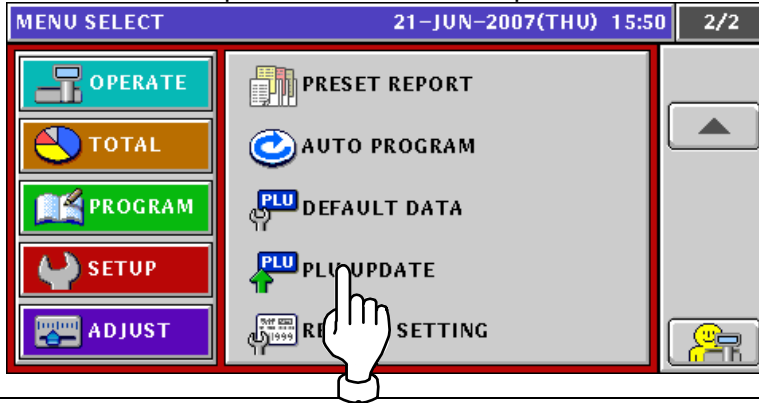 MENU SELECT 21-JUN-2007(THU) 15:50 2/2
OPERATE
TOTAL
PROGRAM
SETUP
ADJUST
PRESET REPORT
AUTO PROGRAM
PLU DEFAULT DATA
PLU PLU UPDATE
1999 SETTING